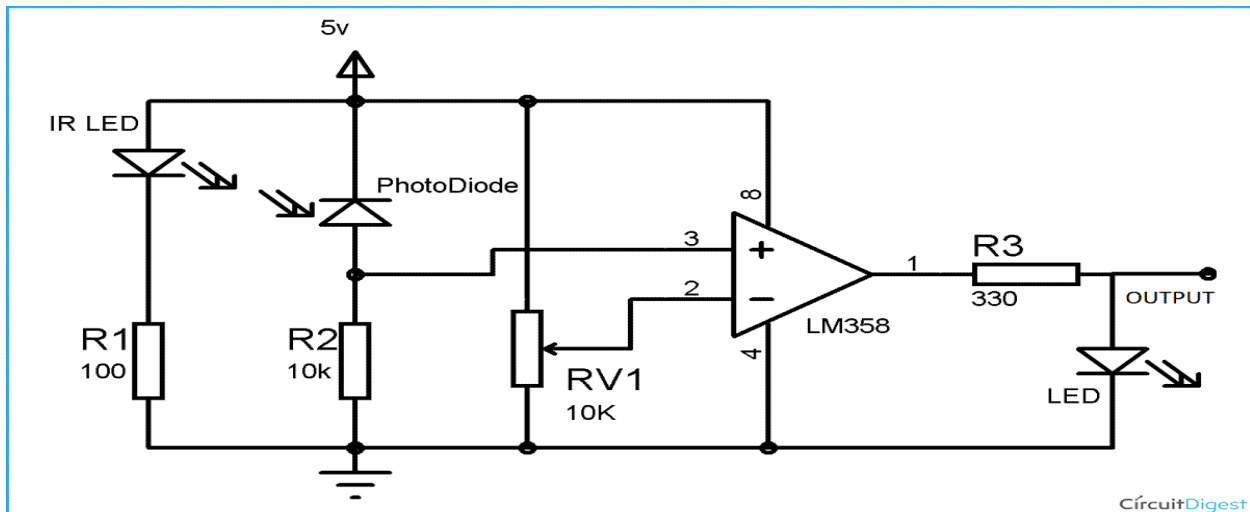 5v
IR LED
PhotoDiode
8
3
2
1
4
LM358
R1
100
R2
10k
RV1
10K
R3
330
OUTPUT
LED
CírcuitDigest